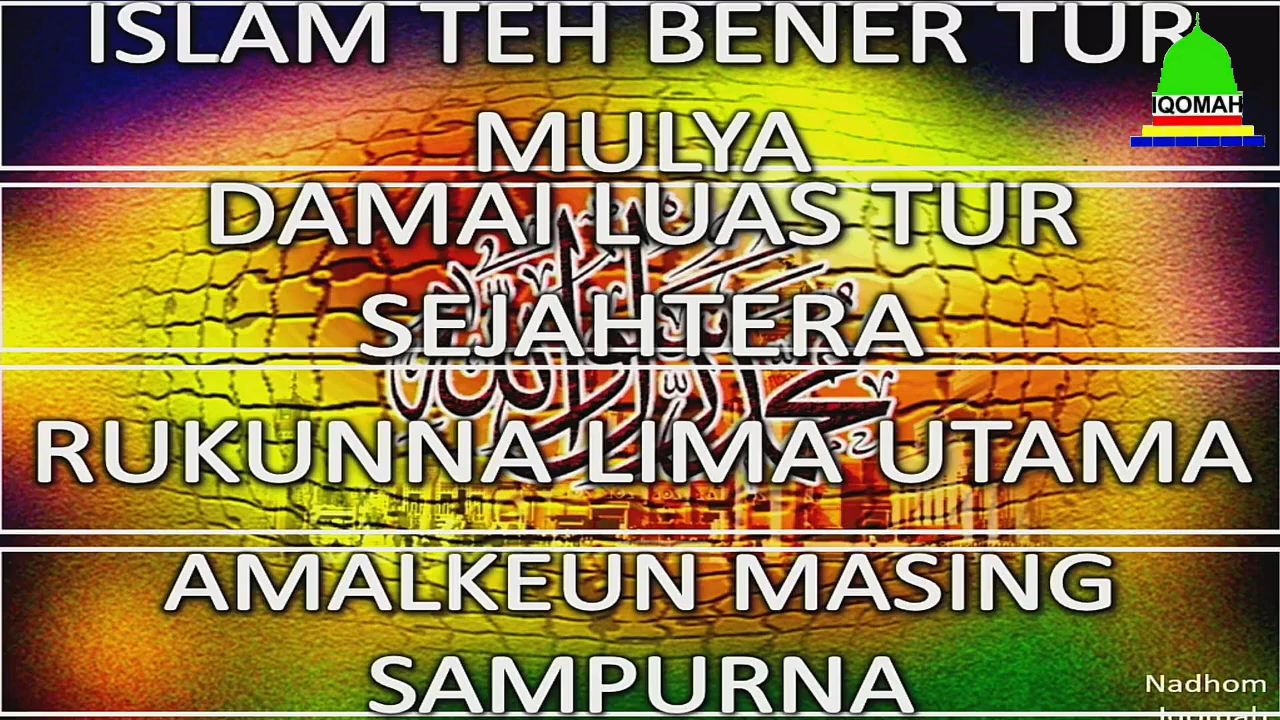 ISLAM TEH BENER TUR
IQOMAH
MULYA
DAMAI LUAS TUR
SEJAHTERA
RUKUNNA LIMA UTAMA
AMALKEUN MASING
SAMPURNA
Nadhom